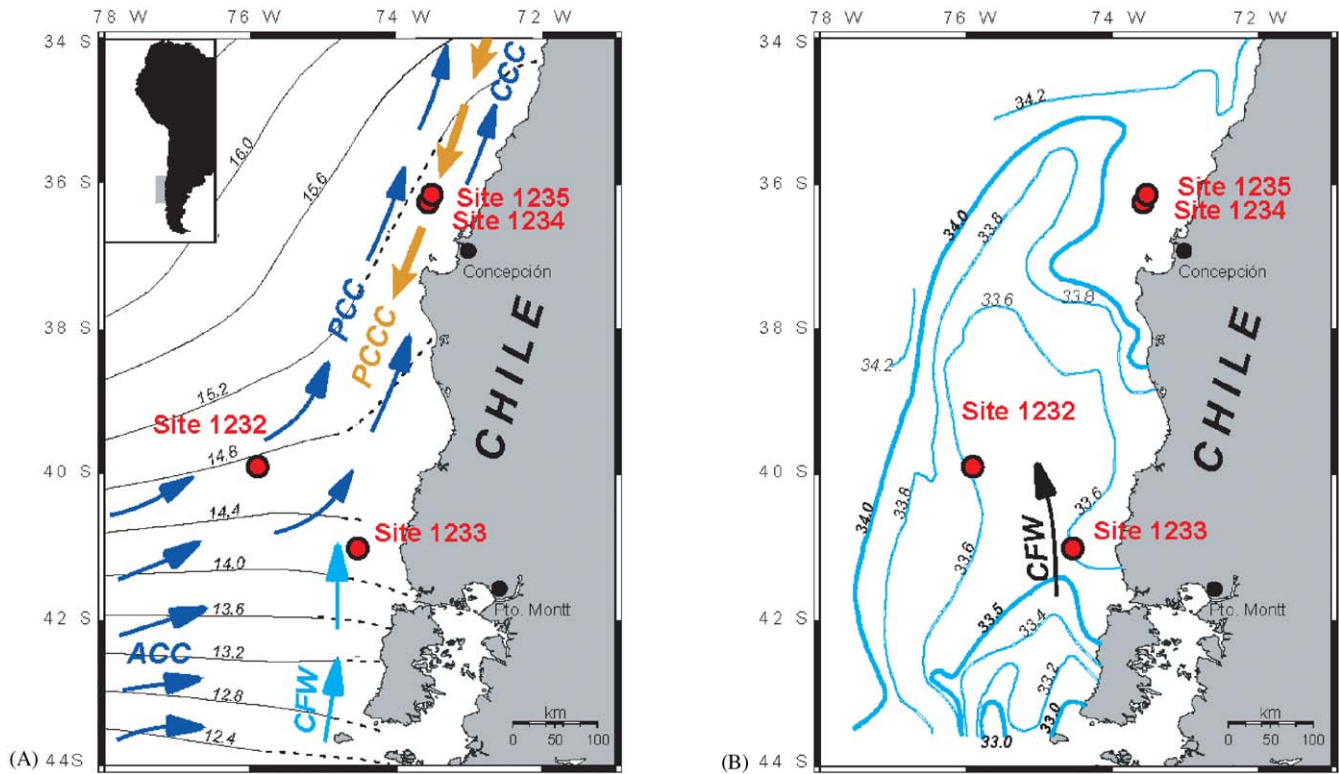 78 W 76 W 74 W 72 W
34 S
36 S
38 S
40 S
42 S
44 S
16.0
15.6
15.2
14.8
14.4
14.0
13.6
13.2
12.8
12.4
CCC
PCC
PCCC
ACC
CFW
Site 1235
Site 1234
Concepción
CHILE
Site 1232
Site 1233
Pto. Montt
km
0 50 100
(A)
78 W 76 W 74 W 72 W
34 S
36 S
38 S
40 S
42 S
44 S
34.2
34.0
33.8
33.6
33.8
34.2
34.0
33.8
33.6
33.6
33.5
33.4
33.2
33.0
33.0
CFW
Site 1235
Site 1234
Concepción
CHILE
Site 1232
Site 1233
Pto. Montt
km
0 50 100
(B)